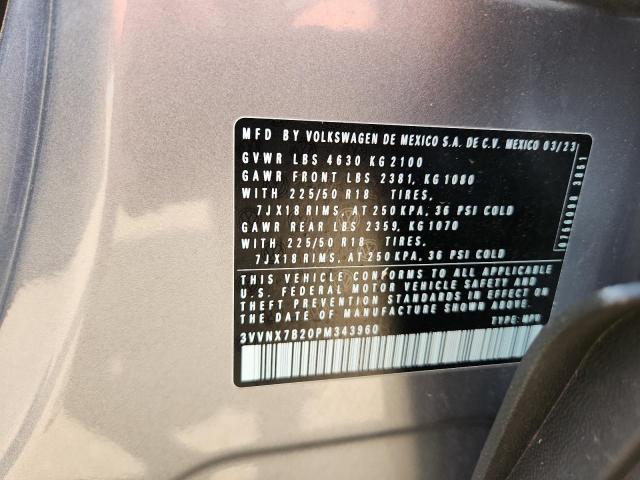 MFD BY VOLKSWAGEN DE MEXICO S.A. DE C.V. MEXICO 03/23
GVWR LBS 4630 KG 2100
GAWR FRONT LBS 2381, KG 1080
WITH 225/50 R18 TIRES,
7JX18 RIMS, AT 250 KPA, 36 PSI COLD
GAWR REAR LBS 2359, KG 1070
WITH 225/50 R18 TIRES,
7JX18 RIMS, AT 250 KPA, 36 PSI COLD
THIS VEHICLE CONFORMS TO ALL APPLICABLE
U.S. FEDERAL MOTOR VEHICLE SAFETY AND
THEFT PREVENTION STANDARDS IN EFFECT ON
THE DATE OF MANUFACTURE SHOWN ABOVE.
3VVNX7B20PM343960 TYPE: MPV